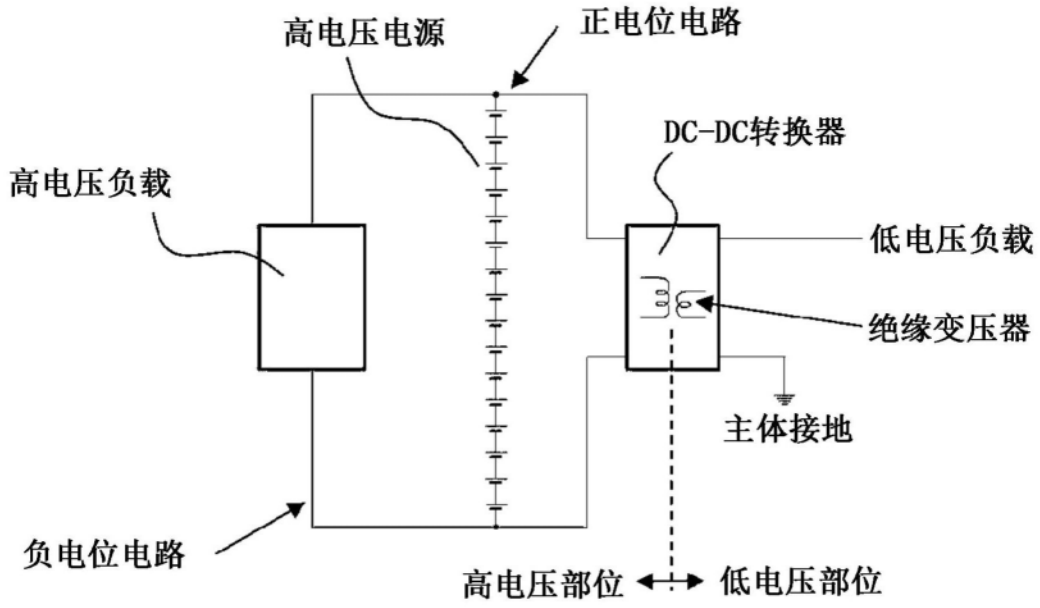 高电压电源
正电位电路
DC-DC转换器
高电压负载
低电压负载
绝缘变压器
主体接地
负电位电路
高电压部位
低电压部位